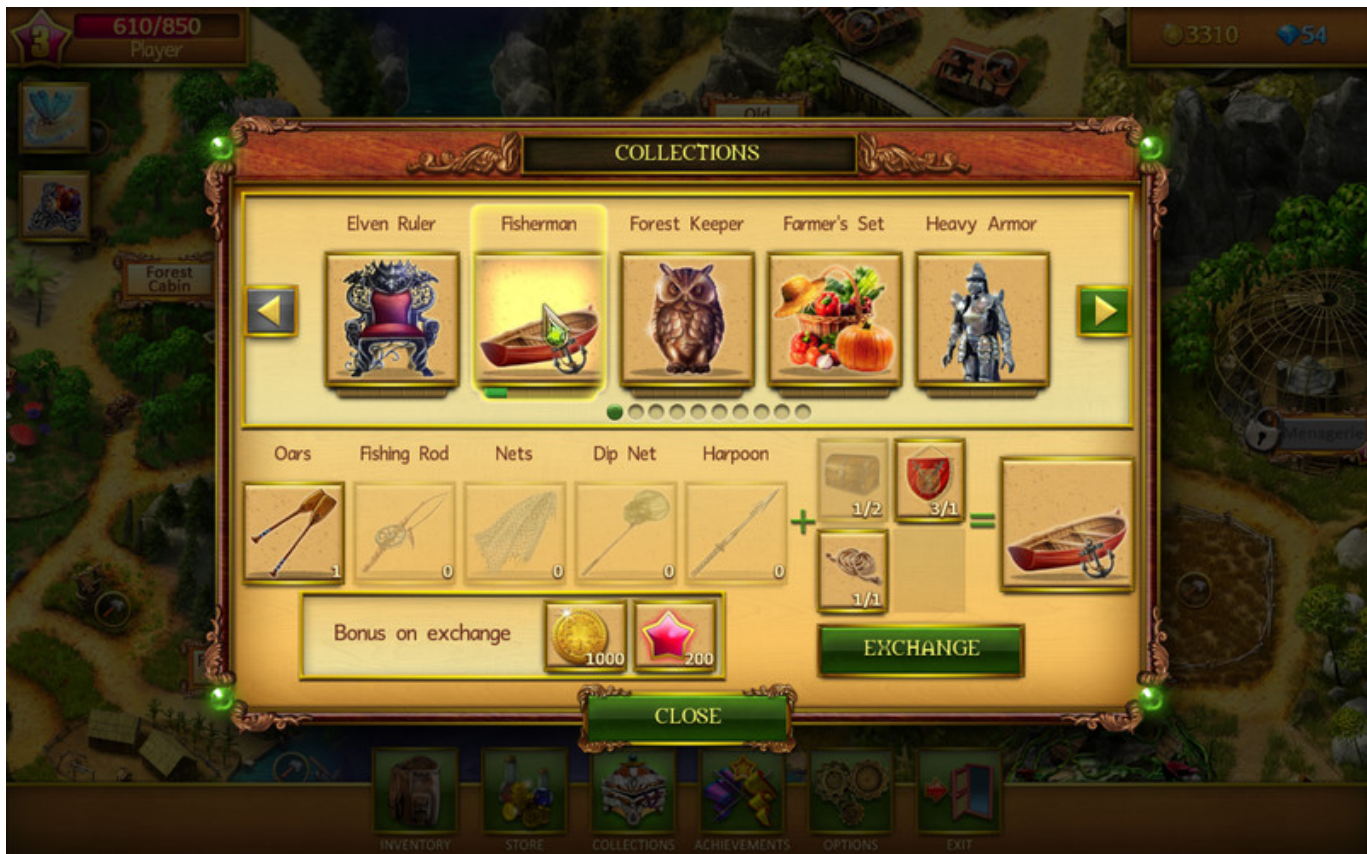 3
610/850
Player
3310
54
Old
COLLECTIONS
Elven Ruler
Fisherman
Forest Keeper
Farmer's Set
Heavy Armor
Forest
Cabin
Menagerie
Oars
Fishing Rod
Nets
Dip Net
Harpoon
1
0
0
0
0
1/2
3/1
1/1
Bonus on exchange
1000
200
EXCHANGE
CLOSE
INVENTORY
STORE
COLLECTIONS
ACHIEVEMENTS
OPTIONS
EXIT